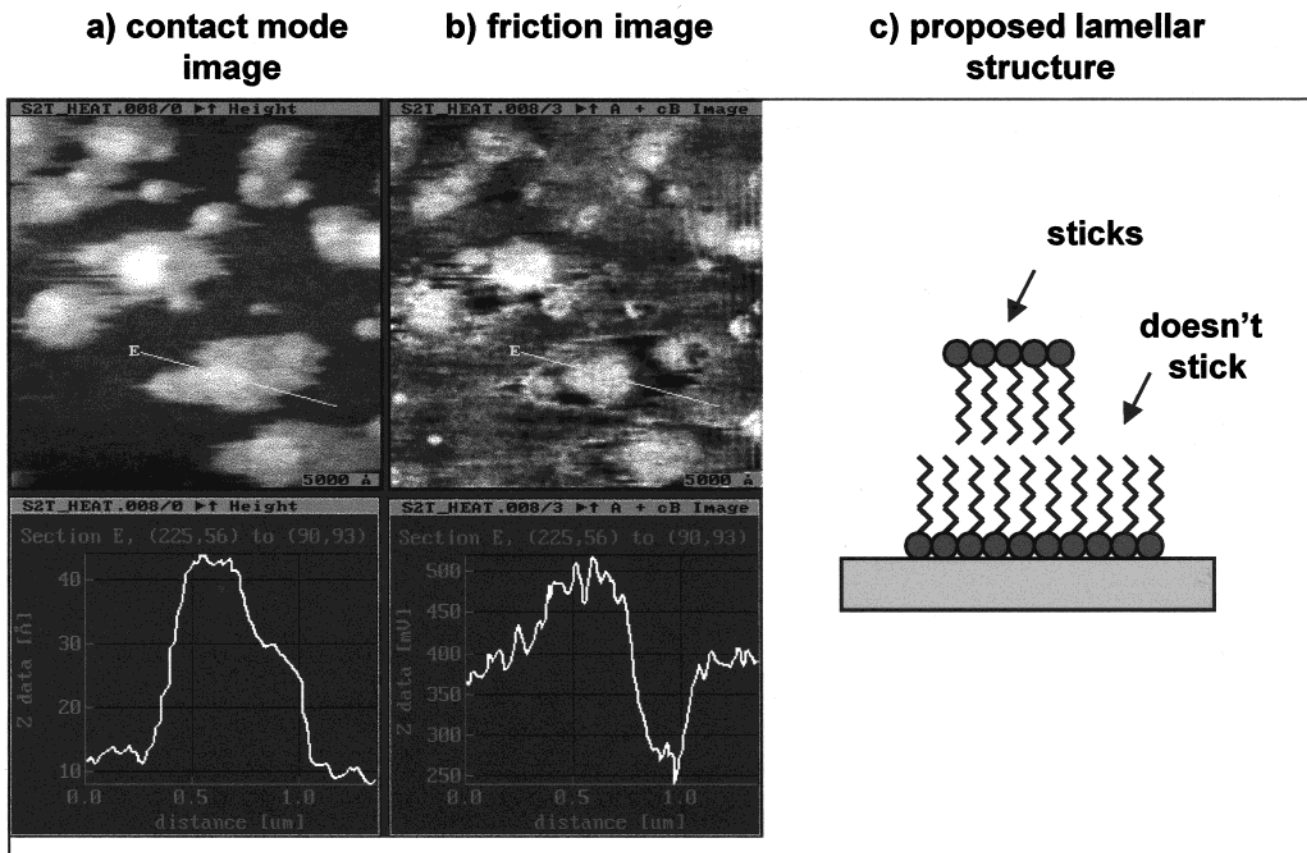 a) contact mode
image
b) friction image
c) proposed lamellar
structure
S2T_HEAT.008/0 ►↑ Height
S2T_HEAT.008/3 ►↑ A + cB Image
E
5000 Å
E
5000 Å
sticks
doesn't
stick
S2T_HEAT.008/0 ►↑ Height
Section E, (225,56) to (90,93)
Z data [Å]
40
30
20
10
0.0
0.5
1.0
distance [um]
S2T_HEAT.008/3 ►↑ A + cB Image
Section E, (225,56) to (90,93)
Z data [mV]
500
450
400
350
300
250
0.0
0.5
1.0
distance [um]